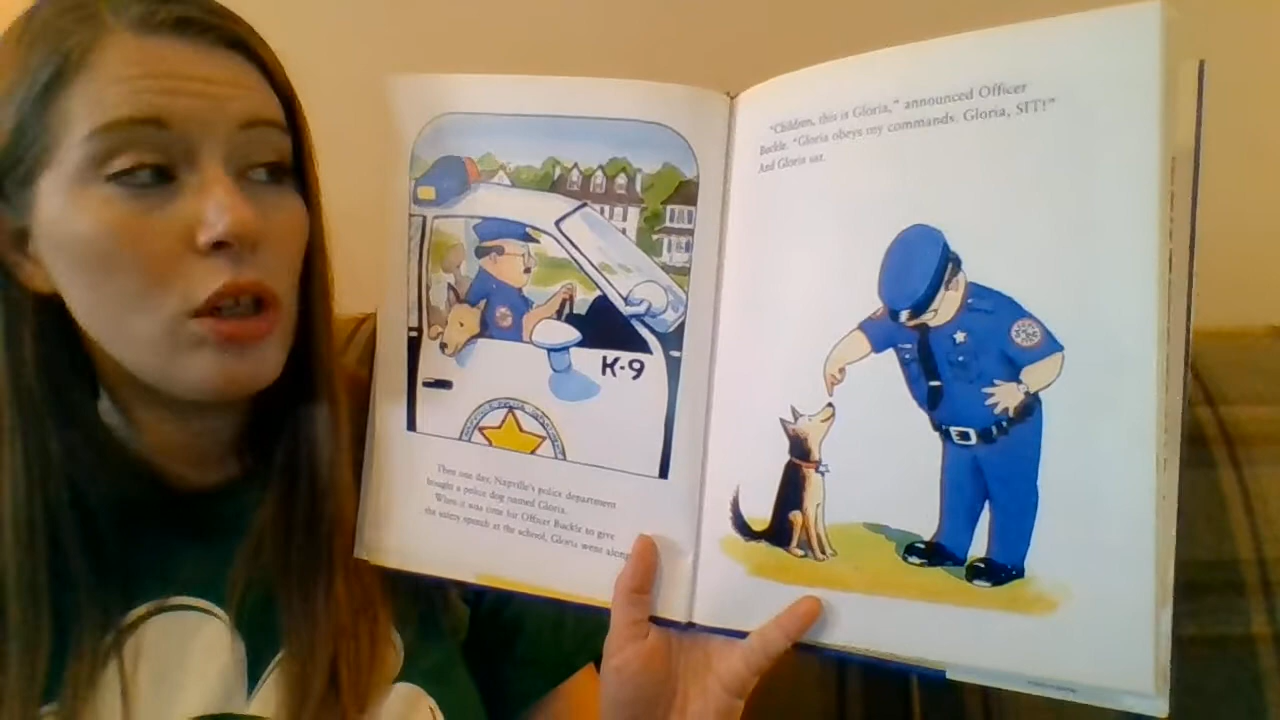 K-9
Then one day, Napville's police department
bought a police dog named Gloria.
When it was time for Officer Buckle to give
the safety speech at the school, Gloria went along.
"Children, this is Gloria," announced Officer
Buckle. "Gloria obeys my commands. Gloria, SIT!"
And Gloria sat.